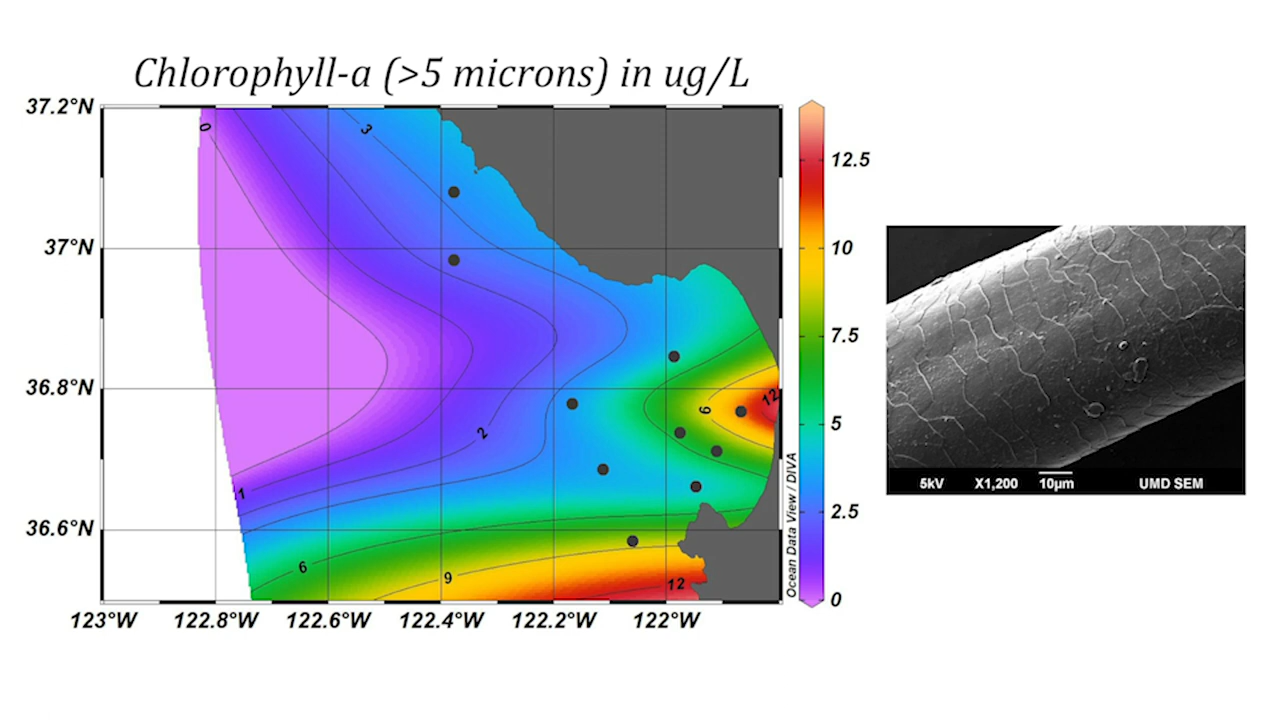 Chlorophyll-a (>5 microns) in ug/L
37.2°N
37°N
36.8°N
36.6°N
123°W 122.8°W 122.6°W 122.4°W 122.2°W 122°W
0
3
1
2
6
9
12
9
12
12.5
10
7.5
5
2.5
0
Ocean Data View / DIVA
5kV X1,200 10µm UMD SEM